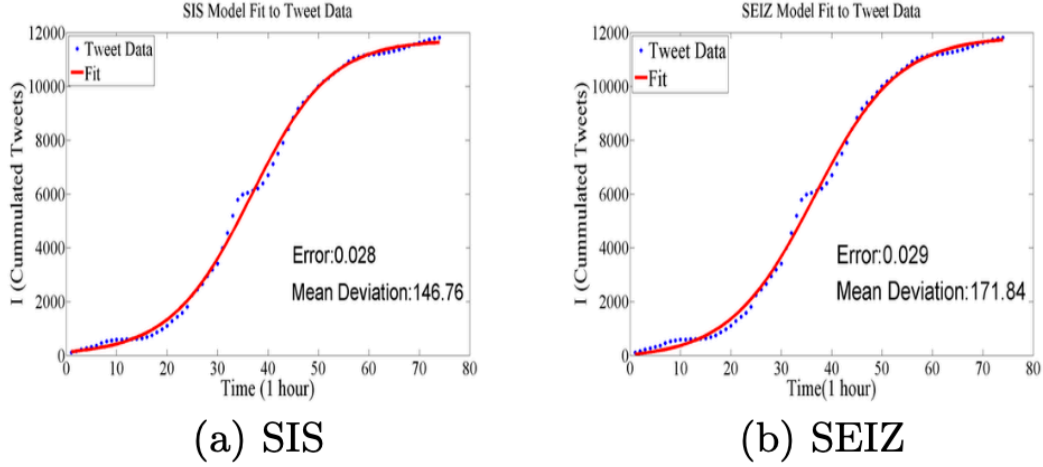 SIS Model Fit to Tweet Data
12000
10000
8000
6000
4000
2000
0
I (Cummulated Tweets)
Tweet Data
Fit
Error:0.028
Mean Deviation:146.76
0 10 20 30 40 50 60 70 80
Time (1 hour)
(a) SIS
SEIZ Model Fit to Tweet Data
12000
10000
8000
6000
4000
2000
0
I (Cummulated Tweets)
Tweet Data
Fit
Error:0.029
Mean Deviation:171.84
0 10 20 30 40 50 60 70 80
Time(1 hour)
(b) SEIZ